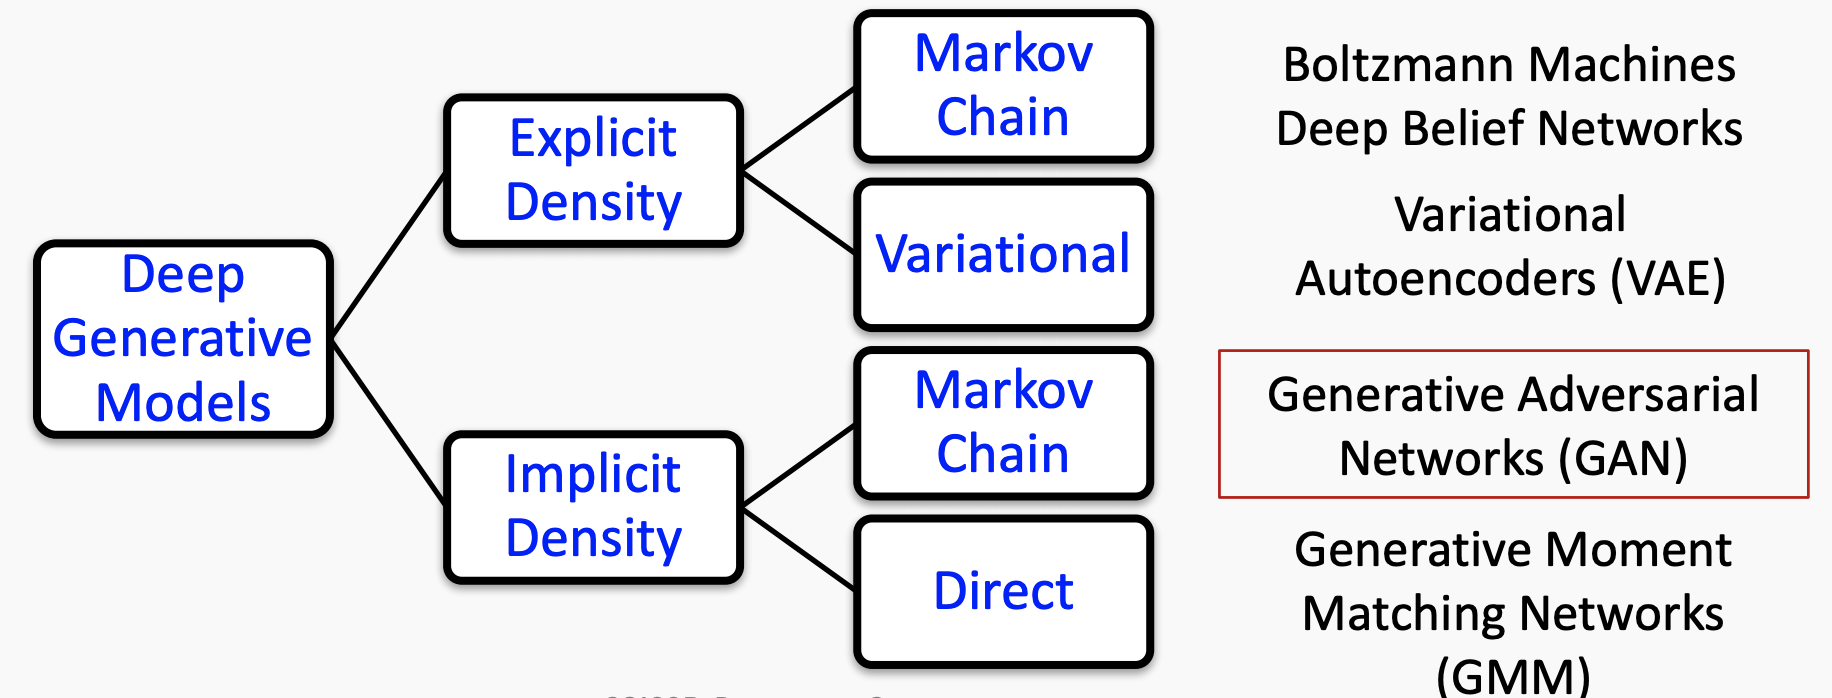 Deep
Generative
Models
Explicit
Density
Implicit
Density
Markov
Chain
Variational
Markov
Chain
Direct
Boltzmann Machines
Deep Belief Networks
Variational
Autoencoders (VAE)
Generative Adversarial
Networks (GAN)
Generative Moment
Matching Networks
(GMM)